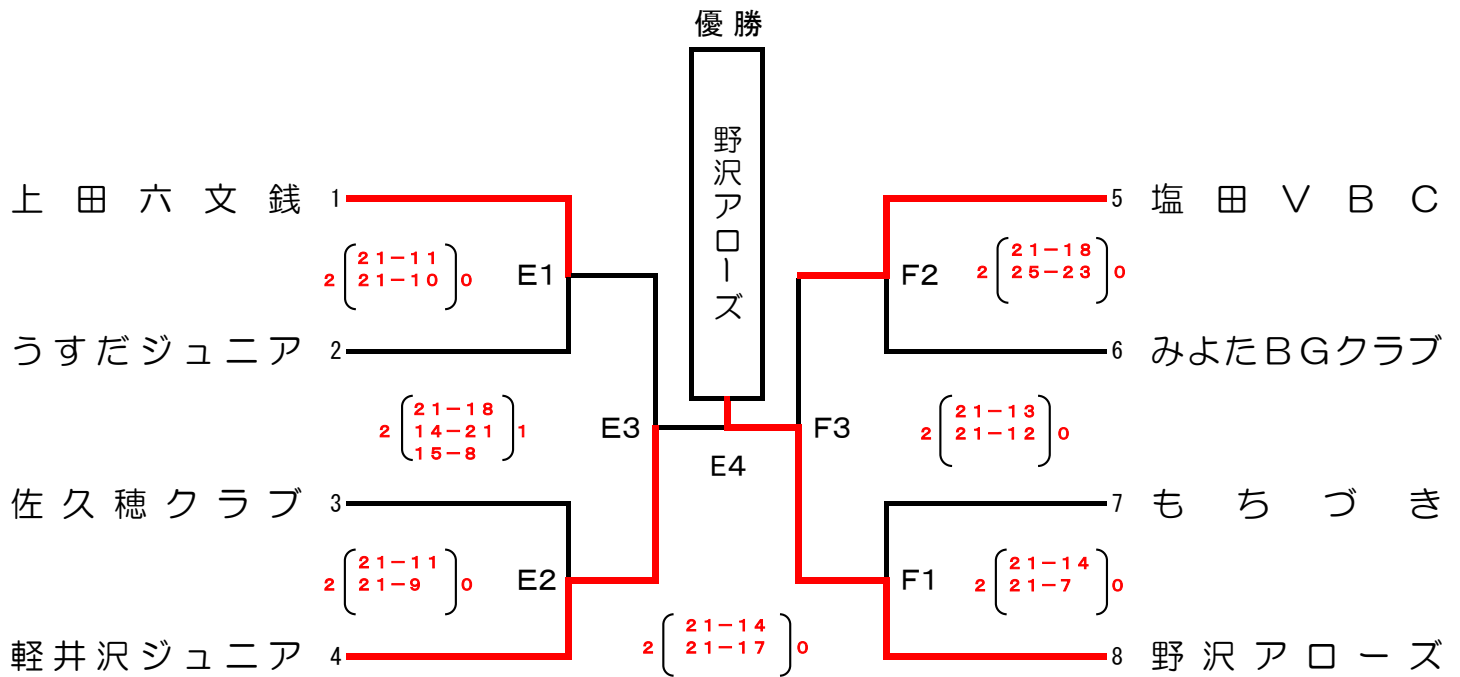 優勝
野沢アローズ
上田六文銭 1
5 塩田VBC
2 21-11 21-10 0
E1
F2
2 21-18 25-23 0
うすだジュニア 2
6 みよたBGクラブ
2 21-18 14-21 15-8 1
E3
F3
2 21-13 21-12 0
E4
佐久穂クラブ 3
7 もちづき
2 21-11 21-9 0
E2
F1
2 21-14 21-7 0
2 21-14 21-17 0
軽井沢ジュニア 4
8 野沢アローズ